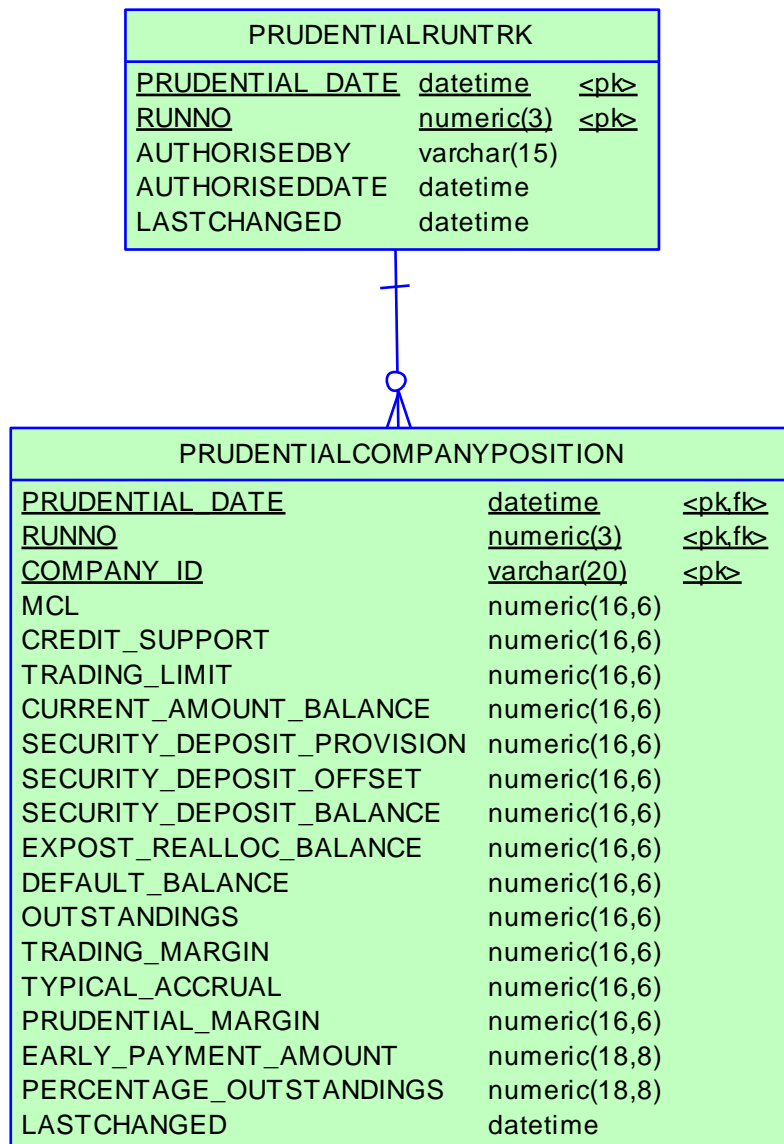 PRUDENTIALRUNTRK
PRUDENTIAL_DATE datetime <pk>
RUNNO numeric(3) <pk>
AUTHORISEDBY varchar(15)
AUTHORISEDDATE datetime
LASTCHANGED datetime
PRUDENTIALCOMPANYPOSITION
PRUDENTIAL_DATE datetime <pk,fk>
RUNNO numeric(3) <pk,fk>
COMPANY_ID varchar(20) <pk>
MCL numeric(16,6)
CREDIT_SUPPORT numeric(16,6)
TRADING_LIMIT numeric(16,6)
CURRENT_AMOUNT_BALANCE numeric(16,6)
SECURITY_DEPOSIT_PROVISION numeric(16,6)
SECURITY_DEPOSIT_OFFSET numeric(16,6)
SECURITY_DEPOSIT_BALANCE numeric(16,6)
EXPOST_REALLOC_BALANCE numeric(16,6)
DEFAULT_BALANCE numeric(16,6)
OUTSTANDINGS numeric(16,6)
TRADING_MARGIN numeric(16,6)
TYPICAL_ACCRUAL numeric(16,6)
PRUDENTIAL_MARGIN numeric(16,6)
EARLY_PAYMENT_AMOUNT numeric(18,8)
PERCENTAGE_OUTSTANDINGS numeric(18,8)
LASTCHANGED datetime